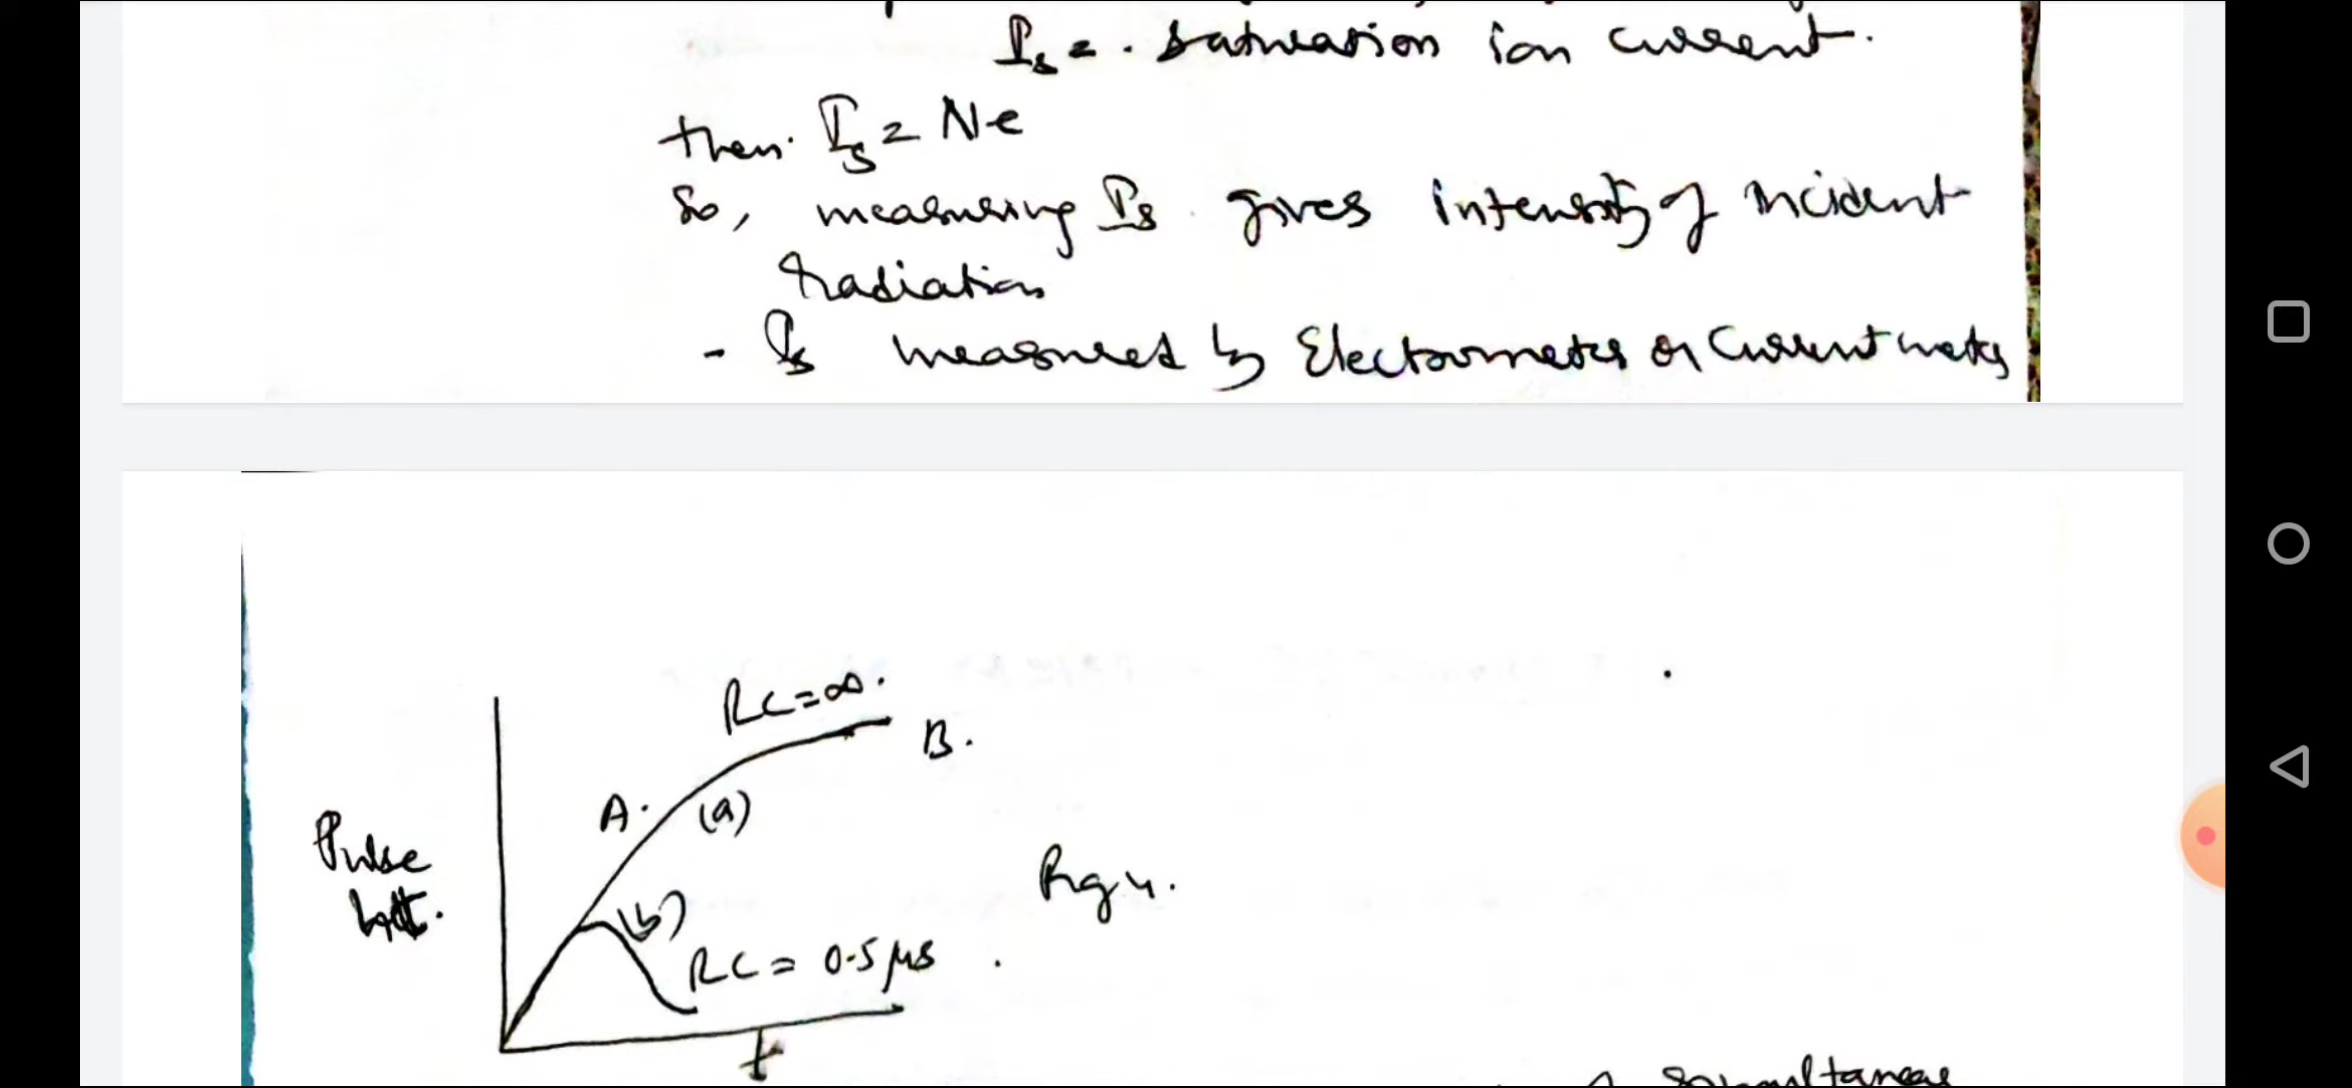 Is = . Saturation ion current.
then. Is = Ne
So, measuring Is gives intensity of incident
radiation
- Is measured by Electrometer or Current meter
RC = ∞.
B.
A.
(a)
Pulse
(b)
Fig 4.
RC = 0.5 μs
t
Simultaneous